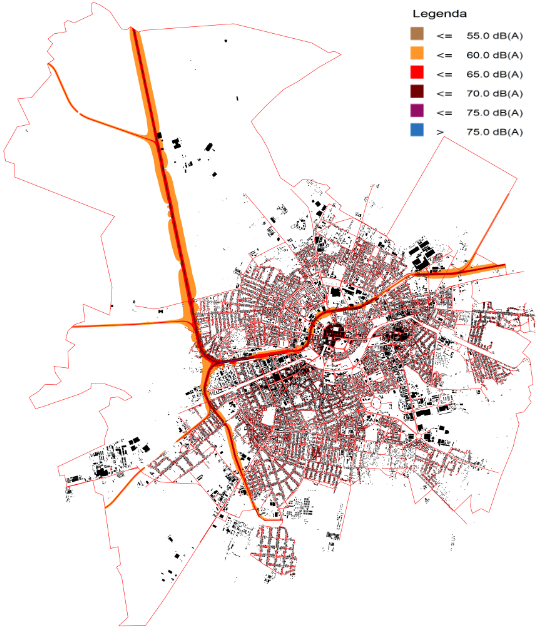 Legenda
<= 55.0 dB(A)
<= 60.0 dB(A)
<= 65.0 dB(A)
<= 70.0 dB(A)
<= 75.0 dB(A)
> 75.0 dB(A)